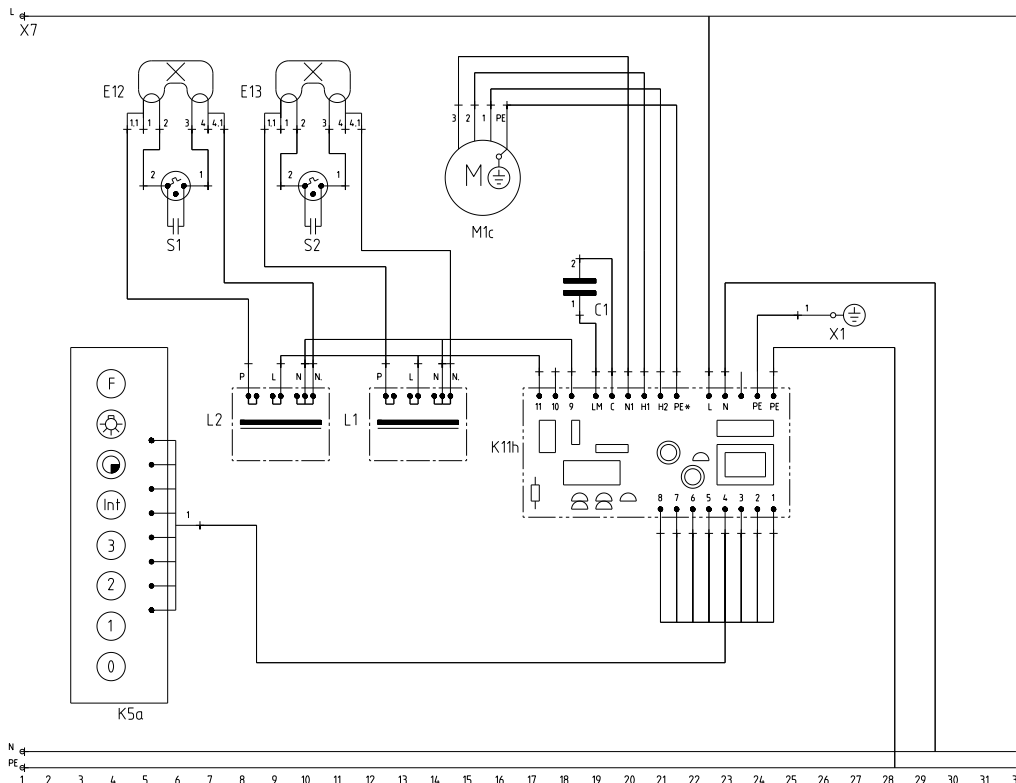 L
X7
E12 E13
1.1 1 2 3 4 4.1 1.1 1 2 3 4 4.1
3 2 1 PE
2 1 2 1
M
S1 S2
M1c
2
1
C1
1
X1
P L N N. P L N N.
11 10 9 LM C N1 H1 H2 PE* L N PE PE
L2 L1
K11h
F
Int
3
2
1
0
1
8 7 6 5 4 3 2 1
K5a
N
PE
1 2 3 4 5 6 7 8 9 10 11 12 13 14 15 16 17 18 19 20 21 22 23 24 25 26 27 28 29 30 31